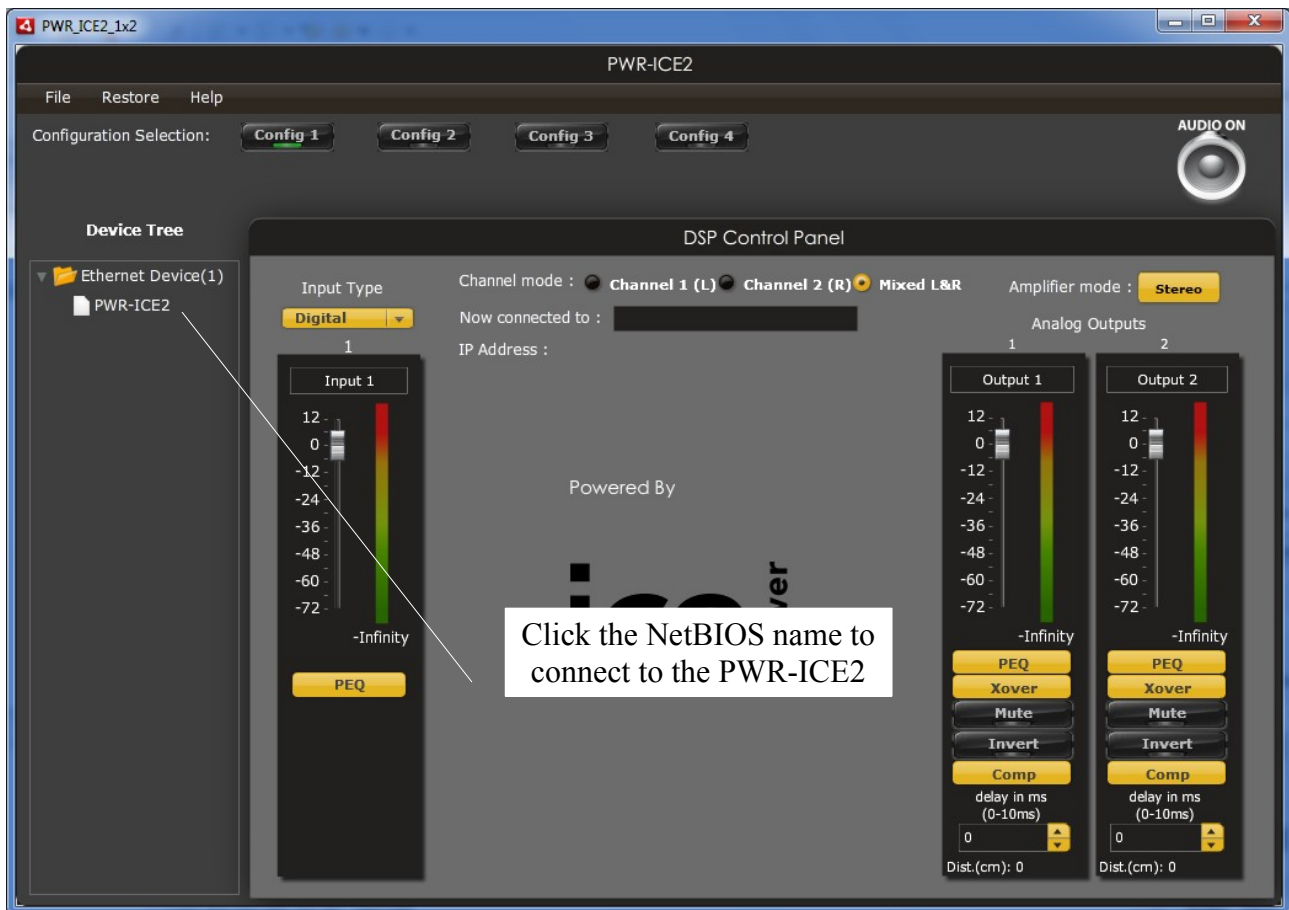 PWR_ICE2_1x2
PWR-ICE2
File Restore Help
Configuration Selection: Config 1 Config 2 Config 3 Config 4
AUDIO ON
Device Tree
Ethernet Device(1)
PWR-ICE2
DSP Control Panel
Input Type
Digital
Channel mode : Channel 1 (L) Channel 2 (R) Mixed L&R
Now connected to :
IP Address :
Amplifier mode : Stereo
Analog Outputs
1
Input 1
12
0
-12
-24
-36
-48
-60
-72
-Infinity
PEQ
Powered By
Click the NetBIOS name to
connect to the PWR-ICE2
1
Output 1
12
0
-12
-24
-36
-48
-60
-72
-Infinity
PEQ
Xover
Mute
Invert
Comp
delay in ms
(0-10ms)
0
Dist.(cm): 0
2
Output 2
12
0
-12
-24
-36
-48
-60
-72
-Infinity
PEQ
Xover
Mute
Invert
Comp
delay in ms
(0-10ms)
0
Dist.(cm): 0